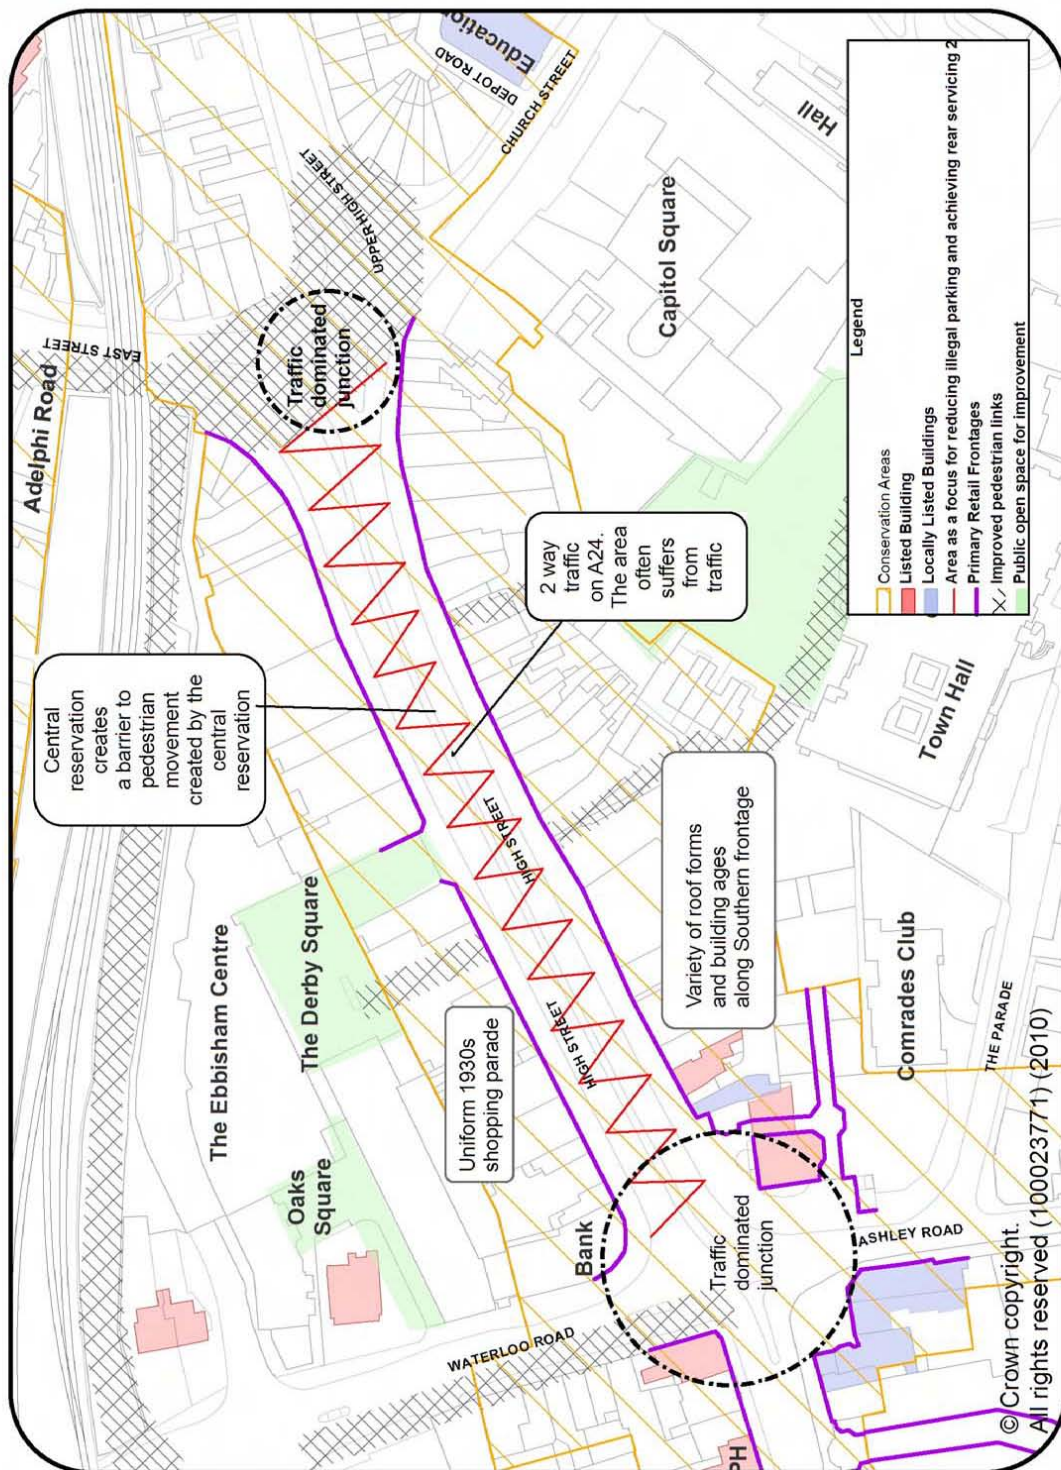 Education
DEPOT ROAD
CHURCH STREET
Hall
UPPER HIGH STREET
EAST STREET
Adelphi Road
Capitol Square
Traffic
dominated
junction
Central
reservation
creates
a barrier to
pedestrian
movement
created by the
central
reservation
2 way
traffic
on A24.
The area
often
suffers
from
traffic
The Ebbisham Centre
The Derby Square
HIGH STREET
Town Hall
Variety of roof forms
and building ages
along Southern frontage
Uniform 1930s
shopping parade
HIGH STREET
Oaks
Square
Comrades Club
THE PARADE
Bank
Traffic
dominated
junction
ASHLEY ROAD
WATERLOO ROAD
PH
Legend
Conservation Areas
Listed Building
Locally Listed Buildings
Area as a focus for reducing illegal parking and achieving rear servicing 2
Primary Retail Frontages
Improved pedestrian links
Public open space for improvement
© Crown copyright.
All rights reserved (100023771) (2010)